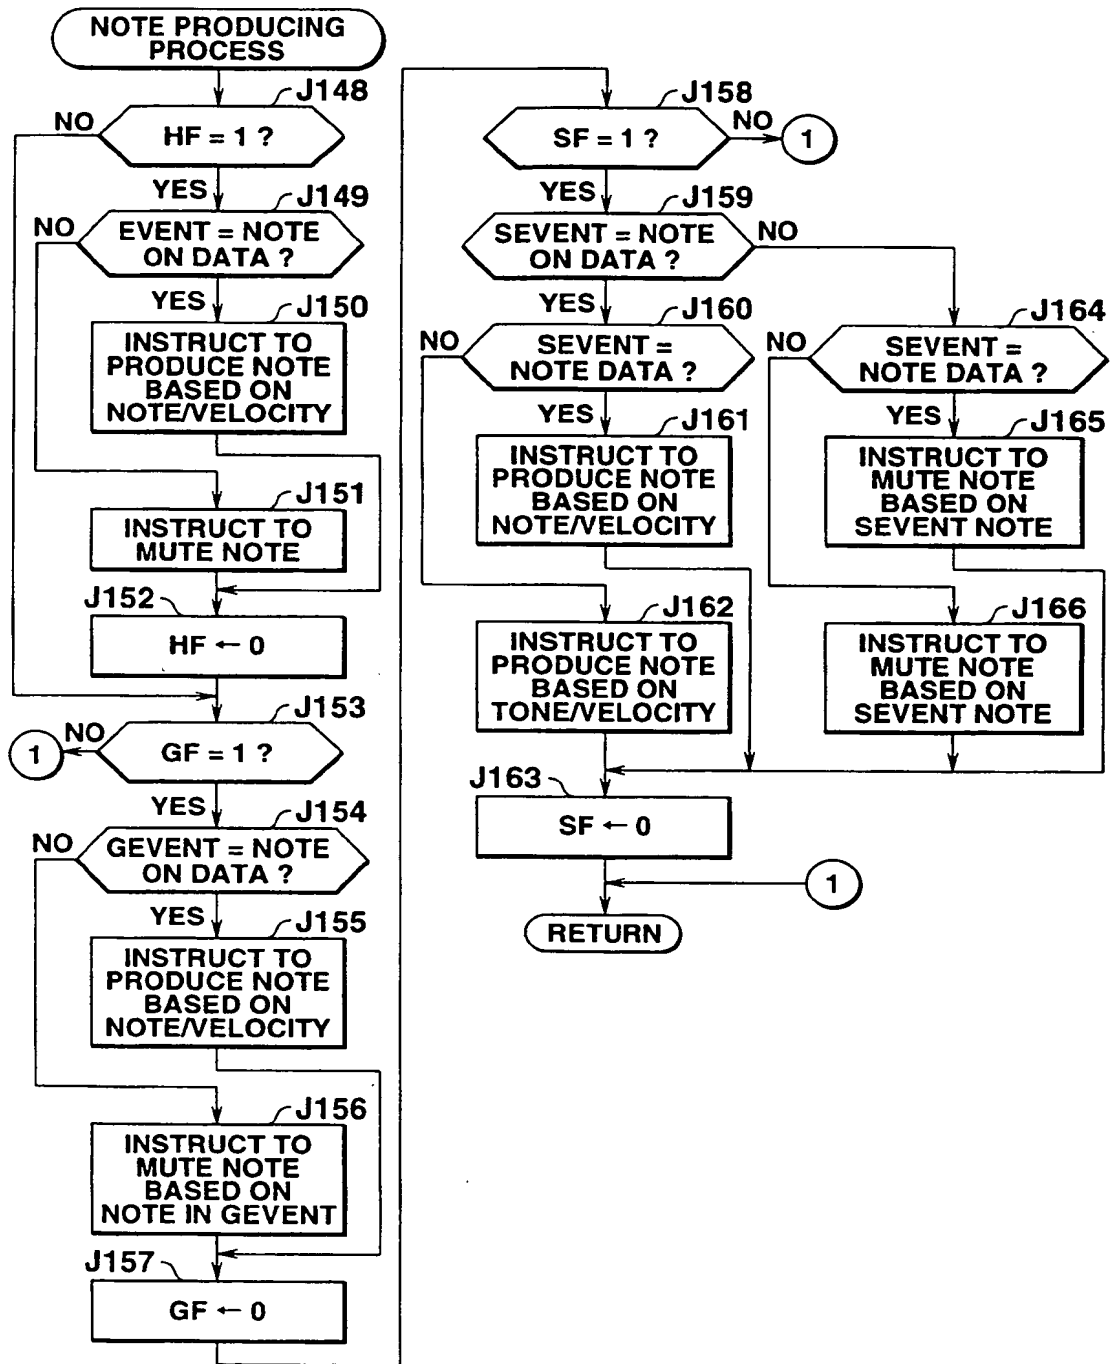 NOTE PRODUCING
PROCESS
J148
NO
HF = 1 ?
YES
J149
NO
EVENT = NOTE
ON DATA ?
YES
J150
INSTRUCT TO
PRODUCE NOTE
BASED ON
NOTE/VELOCITY
J151
INSTRUCT TO
MUTE NOTE
J152
HF ← 0
J153
NO
1
GF = 1 ?
YES
J154
NO
GEVENT = NOTE
ON DATA ?
YES
J155
INSTRUCT TO
PRODUCE NOTE
BASED ON
NOTE/VELOCITY
J156
INSTRUCT TO
MUTE NOTE
BASED ON
NOTE IN GEVENT
J157
GF ← 0
J158
SF = 1 ?
NO
1
YES
J159
SEVENT = NOTE
ON DATA ?
NO
YES
J160
NO
SEVENT =
NOTE DATA ?
YES
J161
INSTRUCT TO
PRODUCE NOTE
BASED ON
NOTE/VELOCITY
J162
INSTRUCT TO
PRODUCE NOTE
BASED ON
TONE/VELOCITY
J164
NO
SEVENT =
NOTE DATA ?
YES
J165
INSTRUCT TO
MUTE NOTE
BASED ON
SEVENT NOTE
J166
INSTRUCT TO
MUTE NOTE
BASED ON
SEVENT NOTE
J163
SF ← 0
1
RETURN